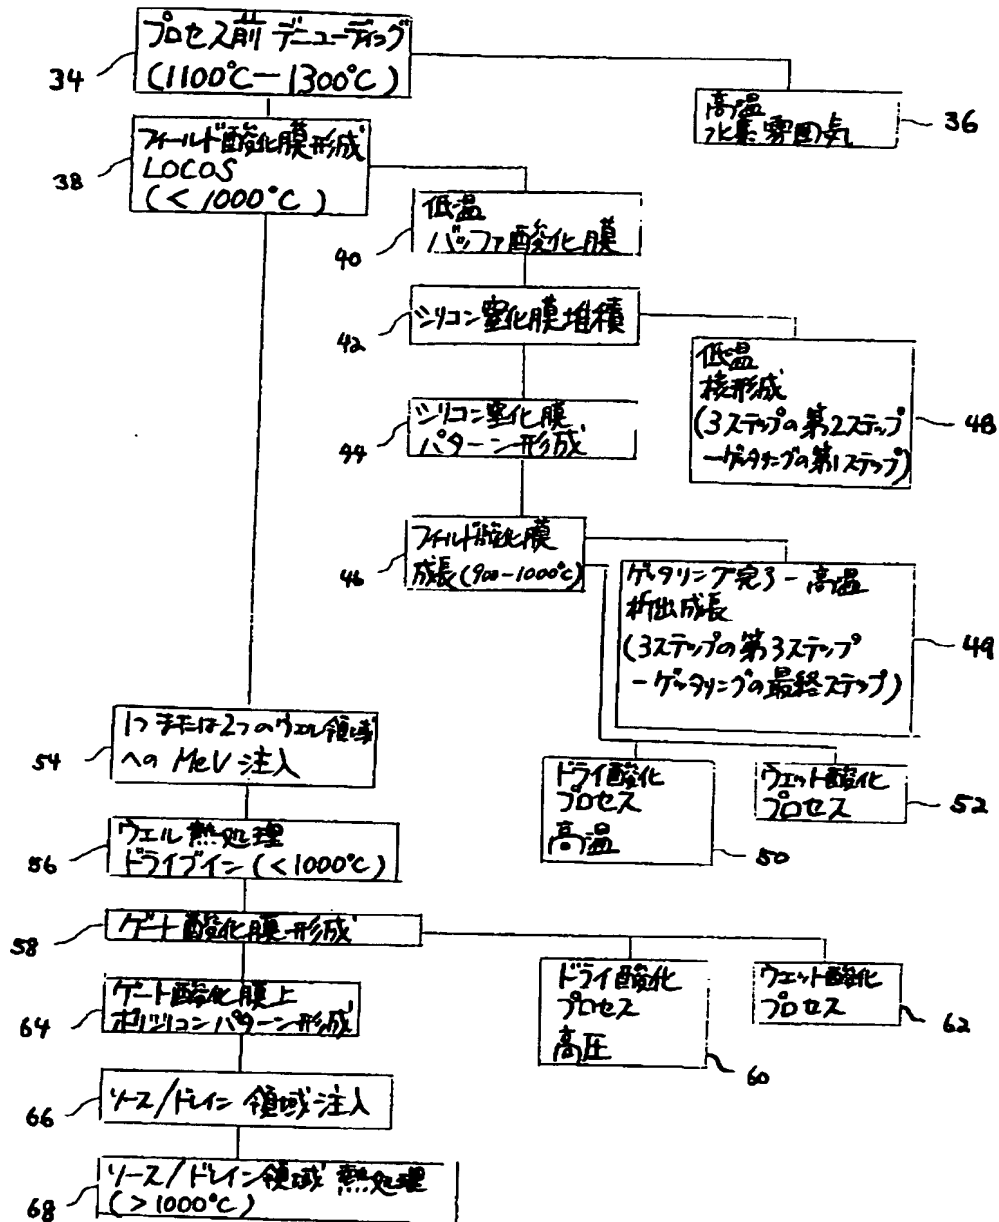 プロセス前デニューディング
(1100℃－1300℃)
34
高温
水素雰囲気
36
フィールド酸化膜形成
LOCOS
(<1000℃)
38
低温
バッファ酸化膜
40
シリコン窒化膜堆積
42
低温
核形成
(3ステップの第2ステップ
－ゲッタリングの第1ステップ)
48
シリコン窒化膜
パターン形成
44
フィールド酸化膜
成長(900-1000℃)
46
ゲッタリング完了－高温
析出成長
(3ステップの第3ステップ
－ゲッタリングの最終ステップ)
49
1つまたは2つのウェル領域
へのMeV注入
54
ドライ酸化
プロセス
高温
50
ウェット酸化
プロセス
52
ウェル熱処理
ドライブイン(<1000℃)
56
ゲート酸化膜形成
58
ドライ酸化
プロセス
高圧
60
ウェット酸化
プロセス
62
ゲート酸化膜上
ポリシリコンパターン形成
64
ソース/ドレイン領域注入
66
ソース/ドレイン領域熱処理
(>1000℃)
68